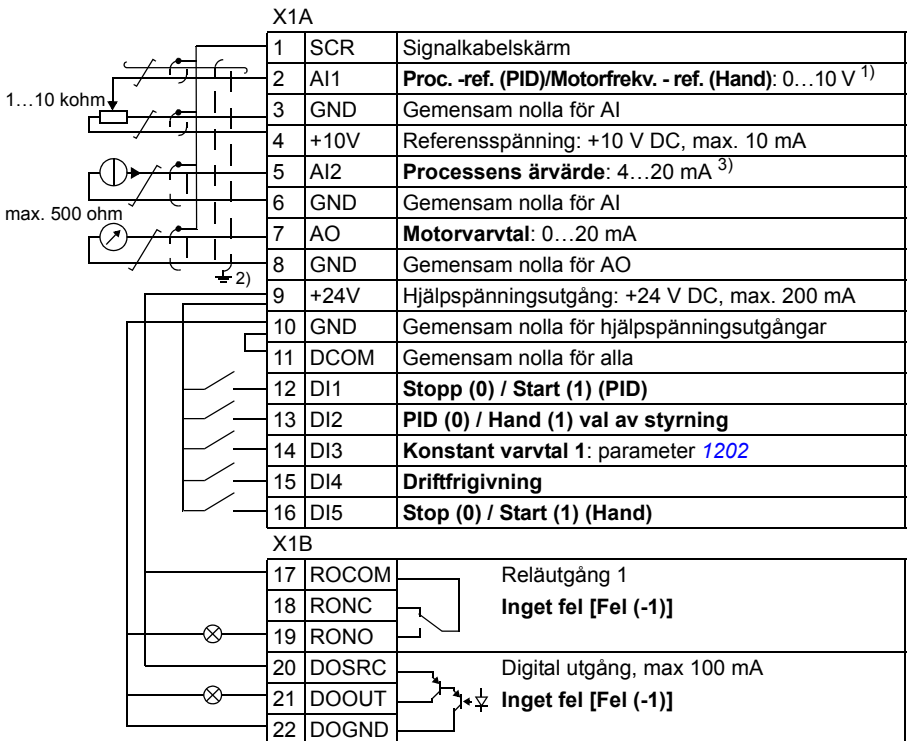 X1A
1 SCR Signalkabelskärm
2 AI1 Proc. -ref. (PID)/Motorfrekv. - ref. (Hand): 0…10 V 1)
1…10 kohm
3 GND Gemensam nolla för AI
4 +10V Referensspänning: +10 V DC, max. 10 mA
5 AI2 Processens ärvärde: 4…20 mA 3)
6 GND Gemensam nolla för AI
max. 500 ohm
7 AO Motorvarvtal: 0…20 mA
8 GND Gemensam nolla för AO
2)
9 +24V Hjälpspänningsutgång: +24 V DC, max. 200 mA
10 GND Gemensam nolla för hjälpspänningsutgångar
11 DCOM Gemensam nolla för alla
12 DI1 Stopp (0) / Start (1) (PID)
13 DI2 PID (0) / Hand (1) val av styrning
14 DI3 Konstant varvtal 1: parameter 1202
15 DI4 Driftfrigivning
16 DI5 Stop (0) / Start (1) (Hand)
X1B
17 ROCOM Reläutgång 1
18 RONC Inget fel [Fel (-1)]
19 RONO
20 DOSRC Digital utgång, max 100 mA
21 DOOUT Inget fel [Fel (-1)]
22 DOGND